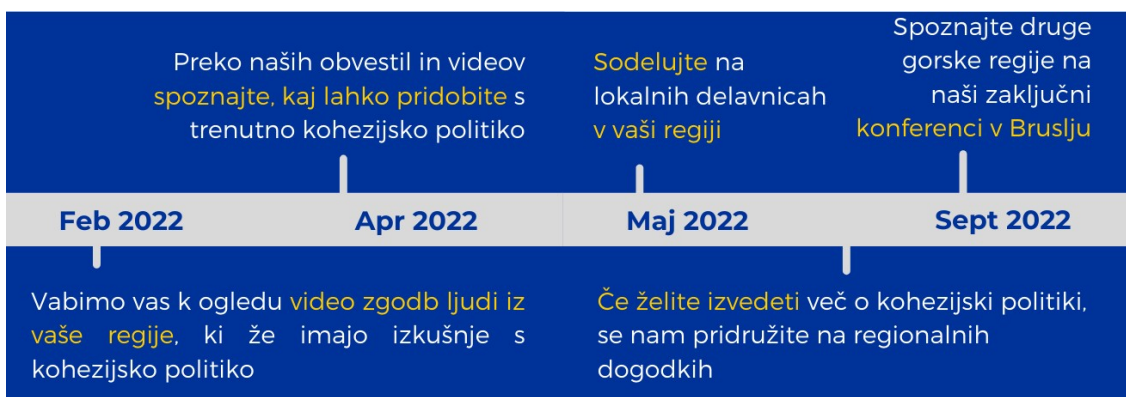 Preko naših obvestil in videov
spoznajte, kaj lahko pridobite s
trenutno kohezijsko politiko
Sodelujte na
lokalnih delavnicah
v vaši regiji
Spoznajte druge
gorske regije na
naši zaključni
konferenci v Bruslju
Feb 2022
Apr 2022
Maj 2022
Sept 2022
Vabimo vas k ogledu video zgodb ljudi iz
vaše regije, ki že imajo izkušnje s
kohezijsko politiko
Če želite izvedeti več o kohezijski politiki,
se nam pridružite na regionalnih
dogodkih